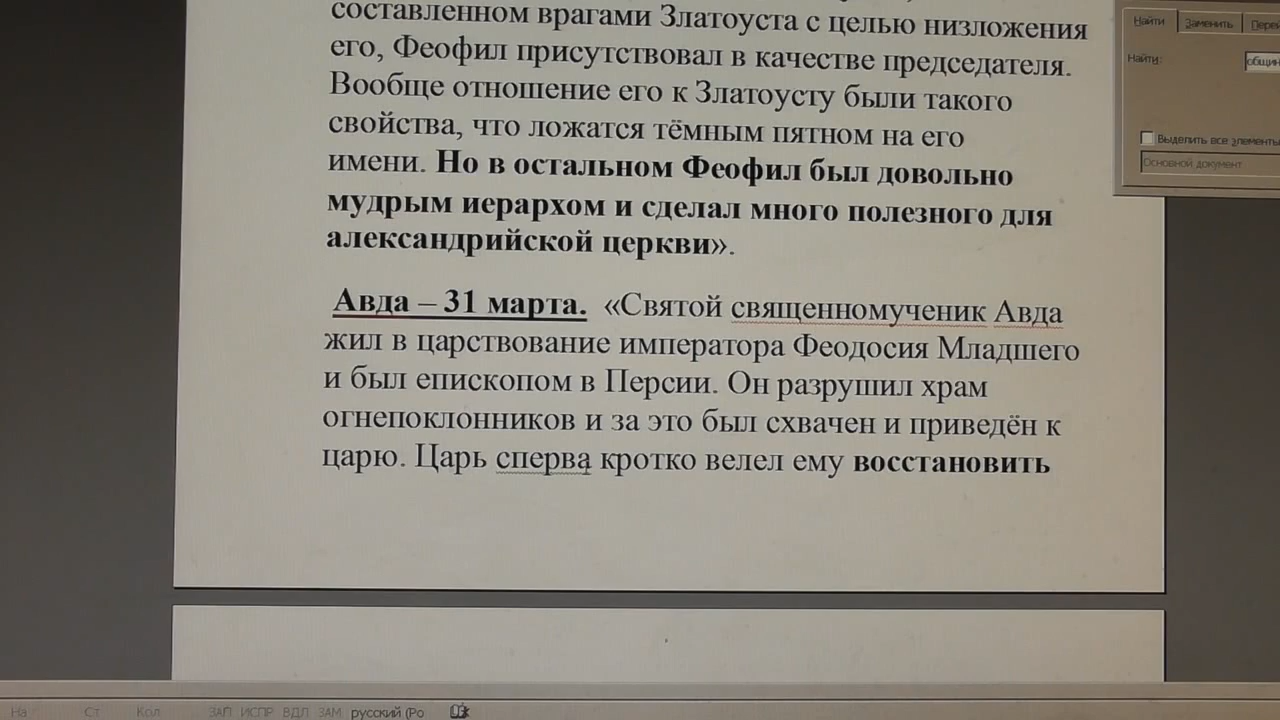 составленном врагами Златоуста с целью низложения
его, Феофил присутствовал в качестве председателя.
Вообще отношение его к Златоусту были такого
свойства, что ложатся тёмным пятном на его
имени. Но в остальном Феофил был довольно
мудрым иерархом и сделал много полезного для
александрийской церкви».
Авда – 31 марта. «Святой священномученик Авда
жил в царствование императора Феодосия Младшего
и был епископом в Персии. Он разрушил храм
огнепоклонников и за это был схвачен и приведён к
царю. Царь сперва кротко велел ему восстановить
Найти Заменить
Найти: общин
Выделить все элементы
Основной документ
На Ст Кол ЗАП ИСПР ВДЛ ЗАМ русский (Ро